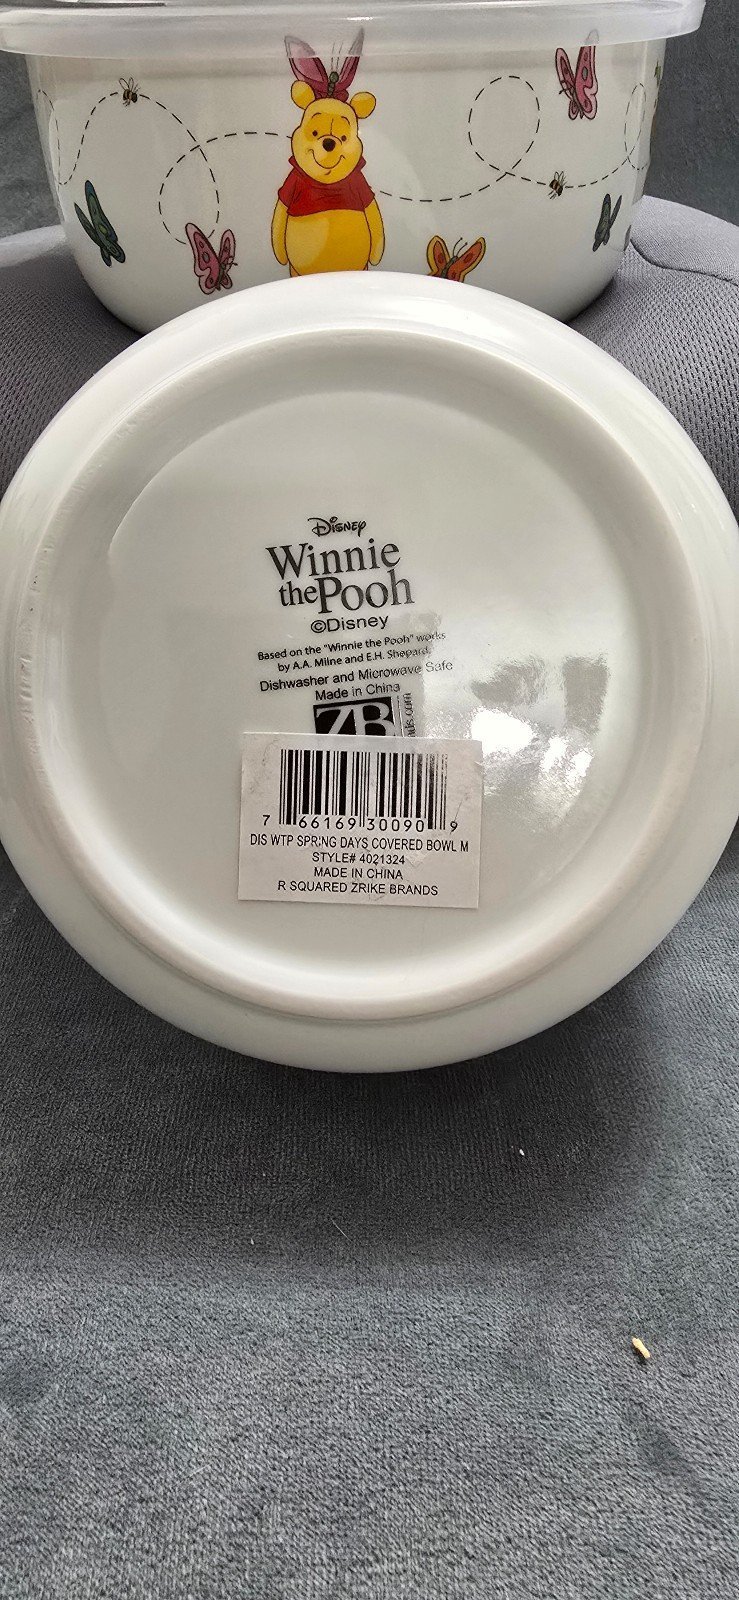 Disney
Winnie
the Pooh
©Disney
Based on the "Winnie the Pooh" works
by A.A. Milne and E.H. Shepard.
Dishwasher and Microwave Safe
Made in China
ZB
ds.com
7 66169 30090 9
DIS WTP SPRING DAYS COVERED BOWL M
STYLE# 4021324
MADE IN CHINA
R SQUARED ZRIKE BRANDS